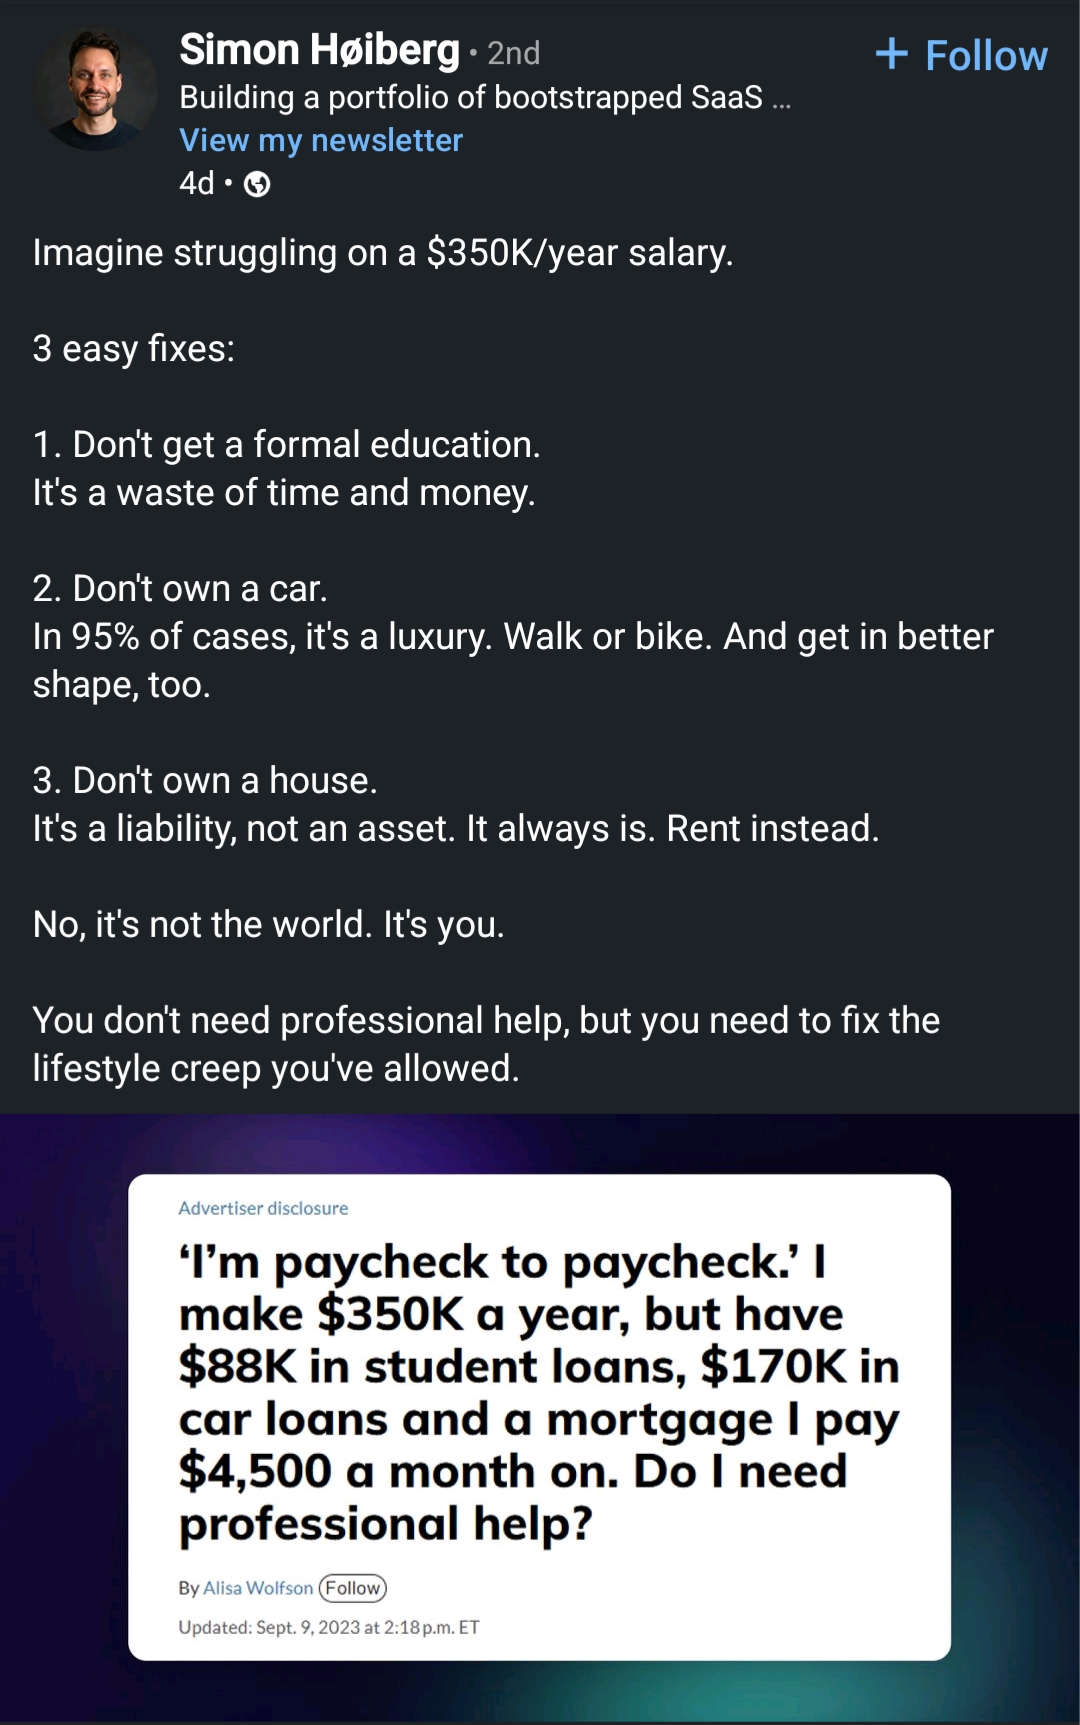 Simon Høiberg • 2nd
+ Follow
Building a portfolio of bootstrapped SaaS ...
View my newsletter
4d •
Imagine struggling on a $350K/year salary.
3 easy fixes:
1. Don't get a formal education.
It's a waste of time and money.
2. Don't own a car.
In 95% of cases, it's a luxury. Walk or bike. And get in better
shape, too.
3. Don't own a house.
It's a liability, not an asset. It always is. Rent instead.
No, it's not the world. It's you.
You don't need professional help, but you need to fix the
lifestyle creep you've allowed.
Advertiser disclosure
‘I’m paycheck to paycheck.’ I
make $350K a year, but have
$88K in student loans, $170K in
car loans and a mortgage I pay
$4,500 a month on. Do I need
professional help?
By Alisa Wolfson Follow
Updated: Sept. 9, 2023 at 2:18 p.m. ET